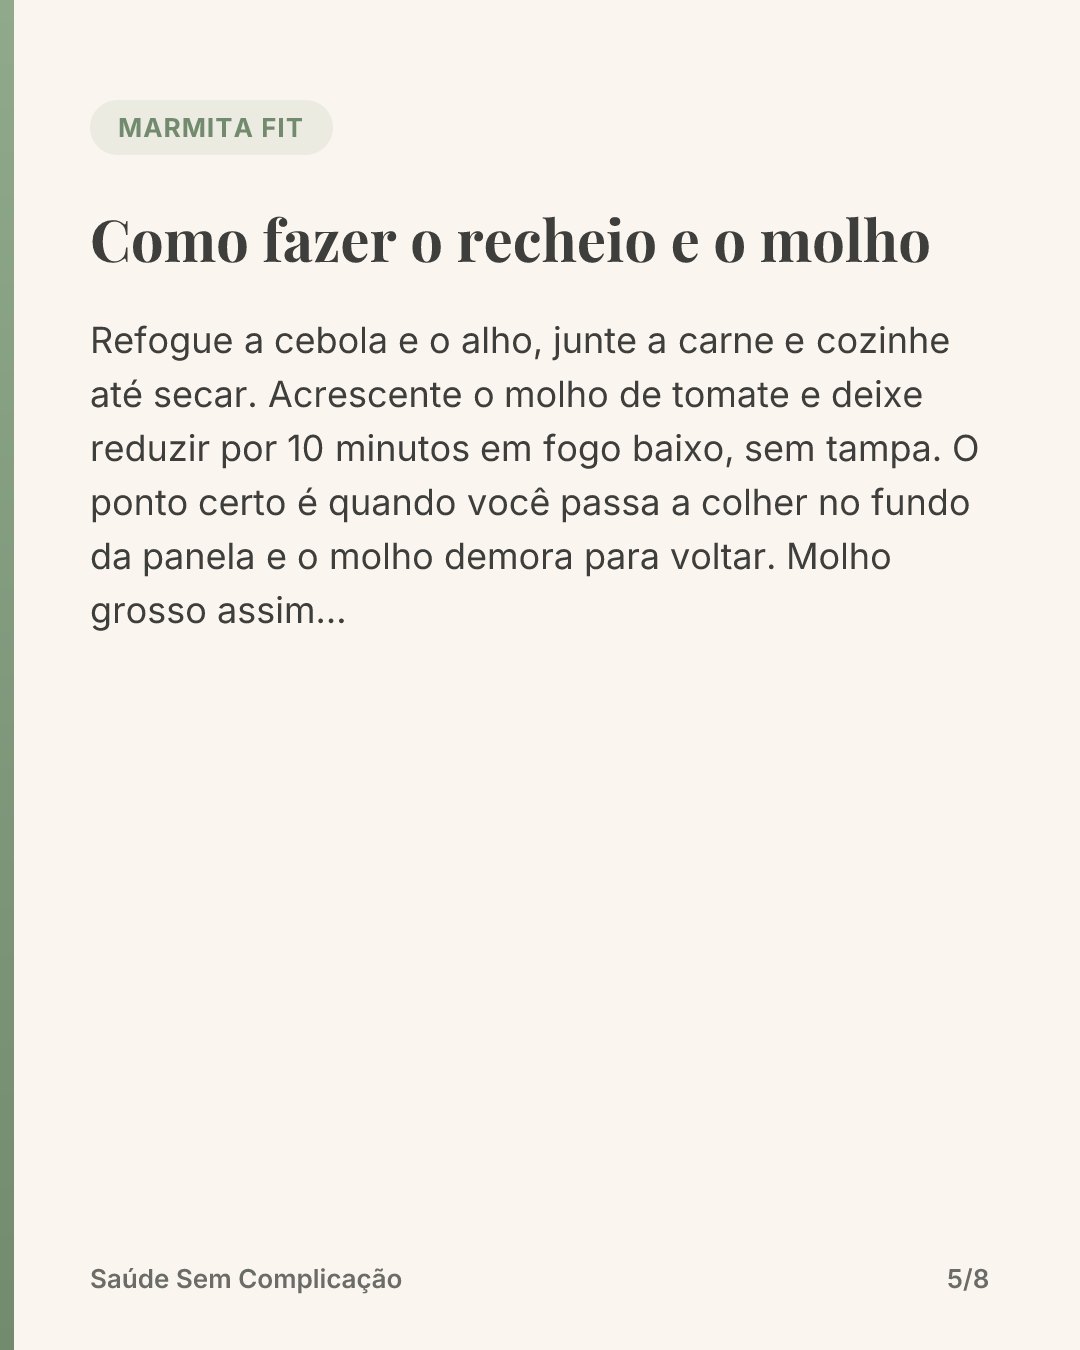 MARMITA FIT
Como fazer o recheio e o molho
Refogue a cebola e o alho, junte a carne e cozinhe
até secar. Acrescente o molho de tomate e deixe
reduzir por 10 minutos em fogo baixo, sem tampa. O
ponto certo é quando você passa a colher no fundo
da panela e o molho demora para voltar. Molho
grosso assim...
Saúde Sem Complicação
5/8